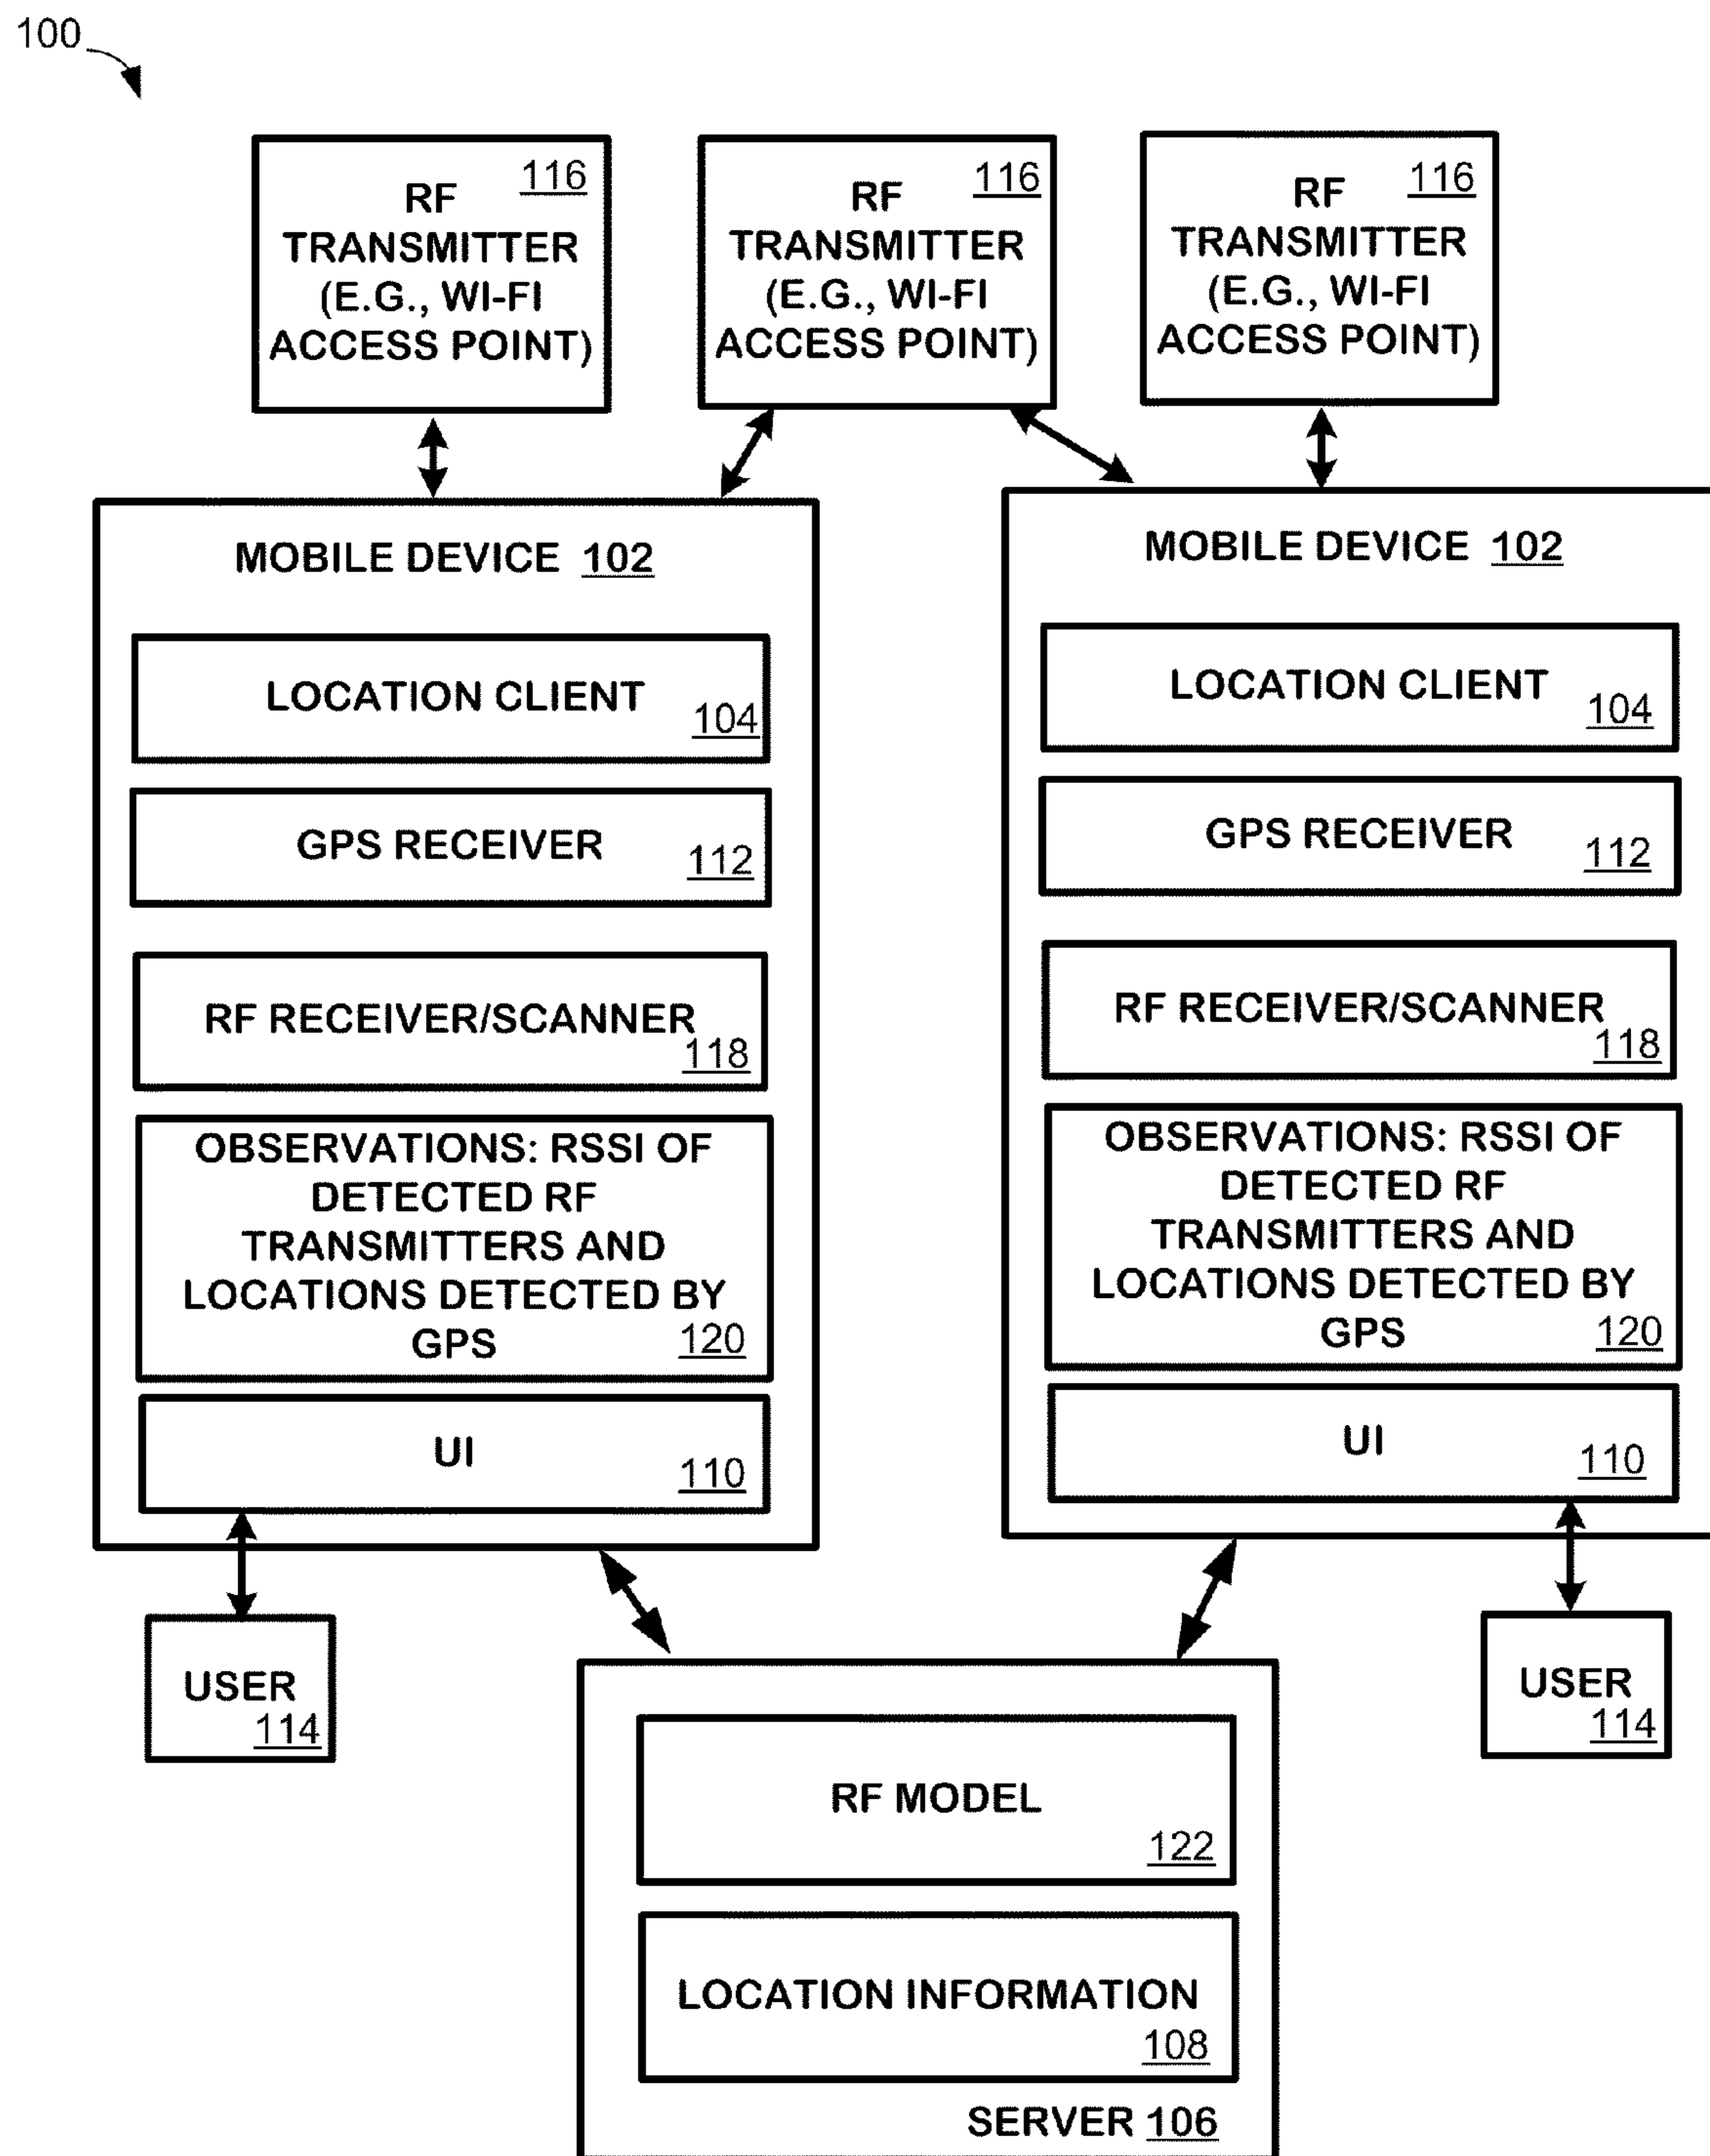 100
116
RF
TRANSMITTER
(E.G., WI-FI
ACCESS POINT)
116
RF
TRANSMITTER
(E.G., WI-FI
ACCESS POINT)
116
RF
TRANSMITTER
(E.G., WI-FI
ACCESS POINT)
MOBILE DEVICE 102
LOCATION CLIENT
104
GPS RECEIVER
112
RF RECEIVER/SCANNER
118
OBSERVATIONS: RSSI OF
DETECTED RF
TRANSMITTERS AND
LOCATIONS DETECTED BY
GPS 120
UI
110
MOBILE DEVICE 102
LOCATION CLIENT
104
GPS RECEIVER
112
RF RECEIVER/SCANNER
118
OBSERVATIONS: RSSI OF
DETECTED RF
TRANSMITTERS AND
LOCATIONS DETECTED BY
GPS 120
UI
110
USER
114
USER
114
RF MODEL
122
LOCATION INFORMATION
108
SERVER 106